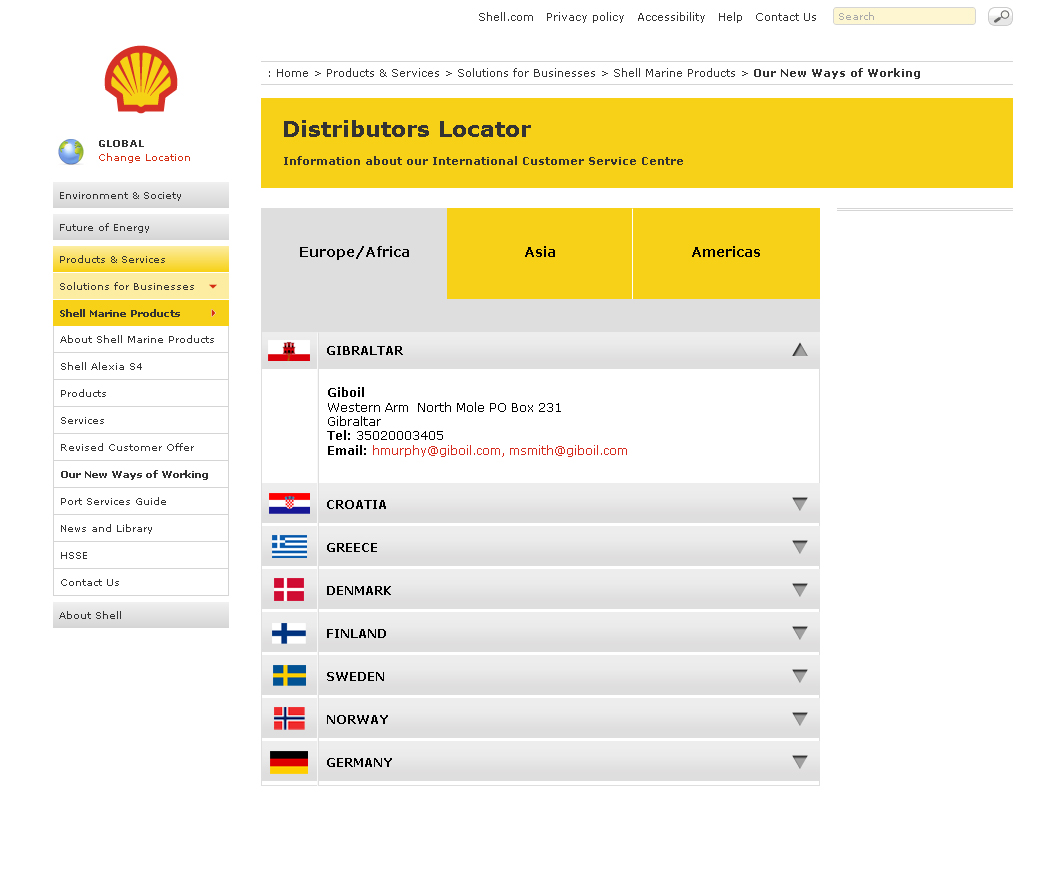 Shell.com Privacy policy Accessibility Help Contact Us Search
: Home > Products & Services > Solutions for Businesses > Shell Marine Products > Our New Ways of Working
Distributors Locator
Information about our International Customer Service Centre
GLOBAL
Change Location
Environment & Society
Future of Energy
Products & Services
Solutions for Businesses
Shell Marine Products
About Shell Marine Products
Shell Alexia S4
Products
Services
Revised Customer Offer
Our New Ways of Working
Port Services Guide
News and Library
HSSE
Contact Us
About Shell
Europe/Africa Asia Americas
GIBRALTAR
Giboil
Western Arm  North Mole PO Box 231
Gibraltar
Tel: 35020003405
Email: hmurphy@giboil.com, msmith@giboil.com
CROATIA
GREECE
DENMARK
FINLAND
SWEDEN
NORWAY
GERMANY